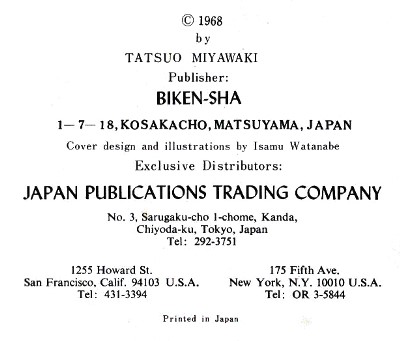 © 1968
by
TATSUO MIYAWAKI
Publisher:
BIKEN-SHA
1—7—18, KOSAKACHO, MATSUYAMA, JAPAN
Cover design and illustrations by Isamu Watanabe
Exclusive Distributors:
JAPAN PUBLICATIONS TRADING COMPANY
No. 3, Sarugaku-cho 1-chome, Kanda,
Chiyoda-ku, Tokyo, Japan
Tel: 292-3751
1255 Howard St.
San Francisco, Calif. 94103 U.S.A.
Tel: 431-3394
175 Fifth Ave.
New York, N.Y. 10010 U.S.A.
Tel: OR 3-5844
Printed in Japan